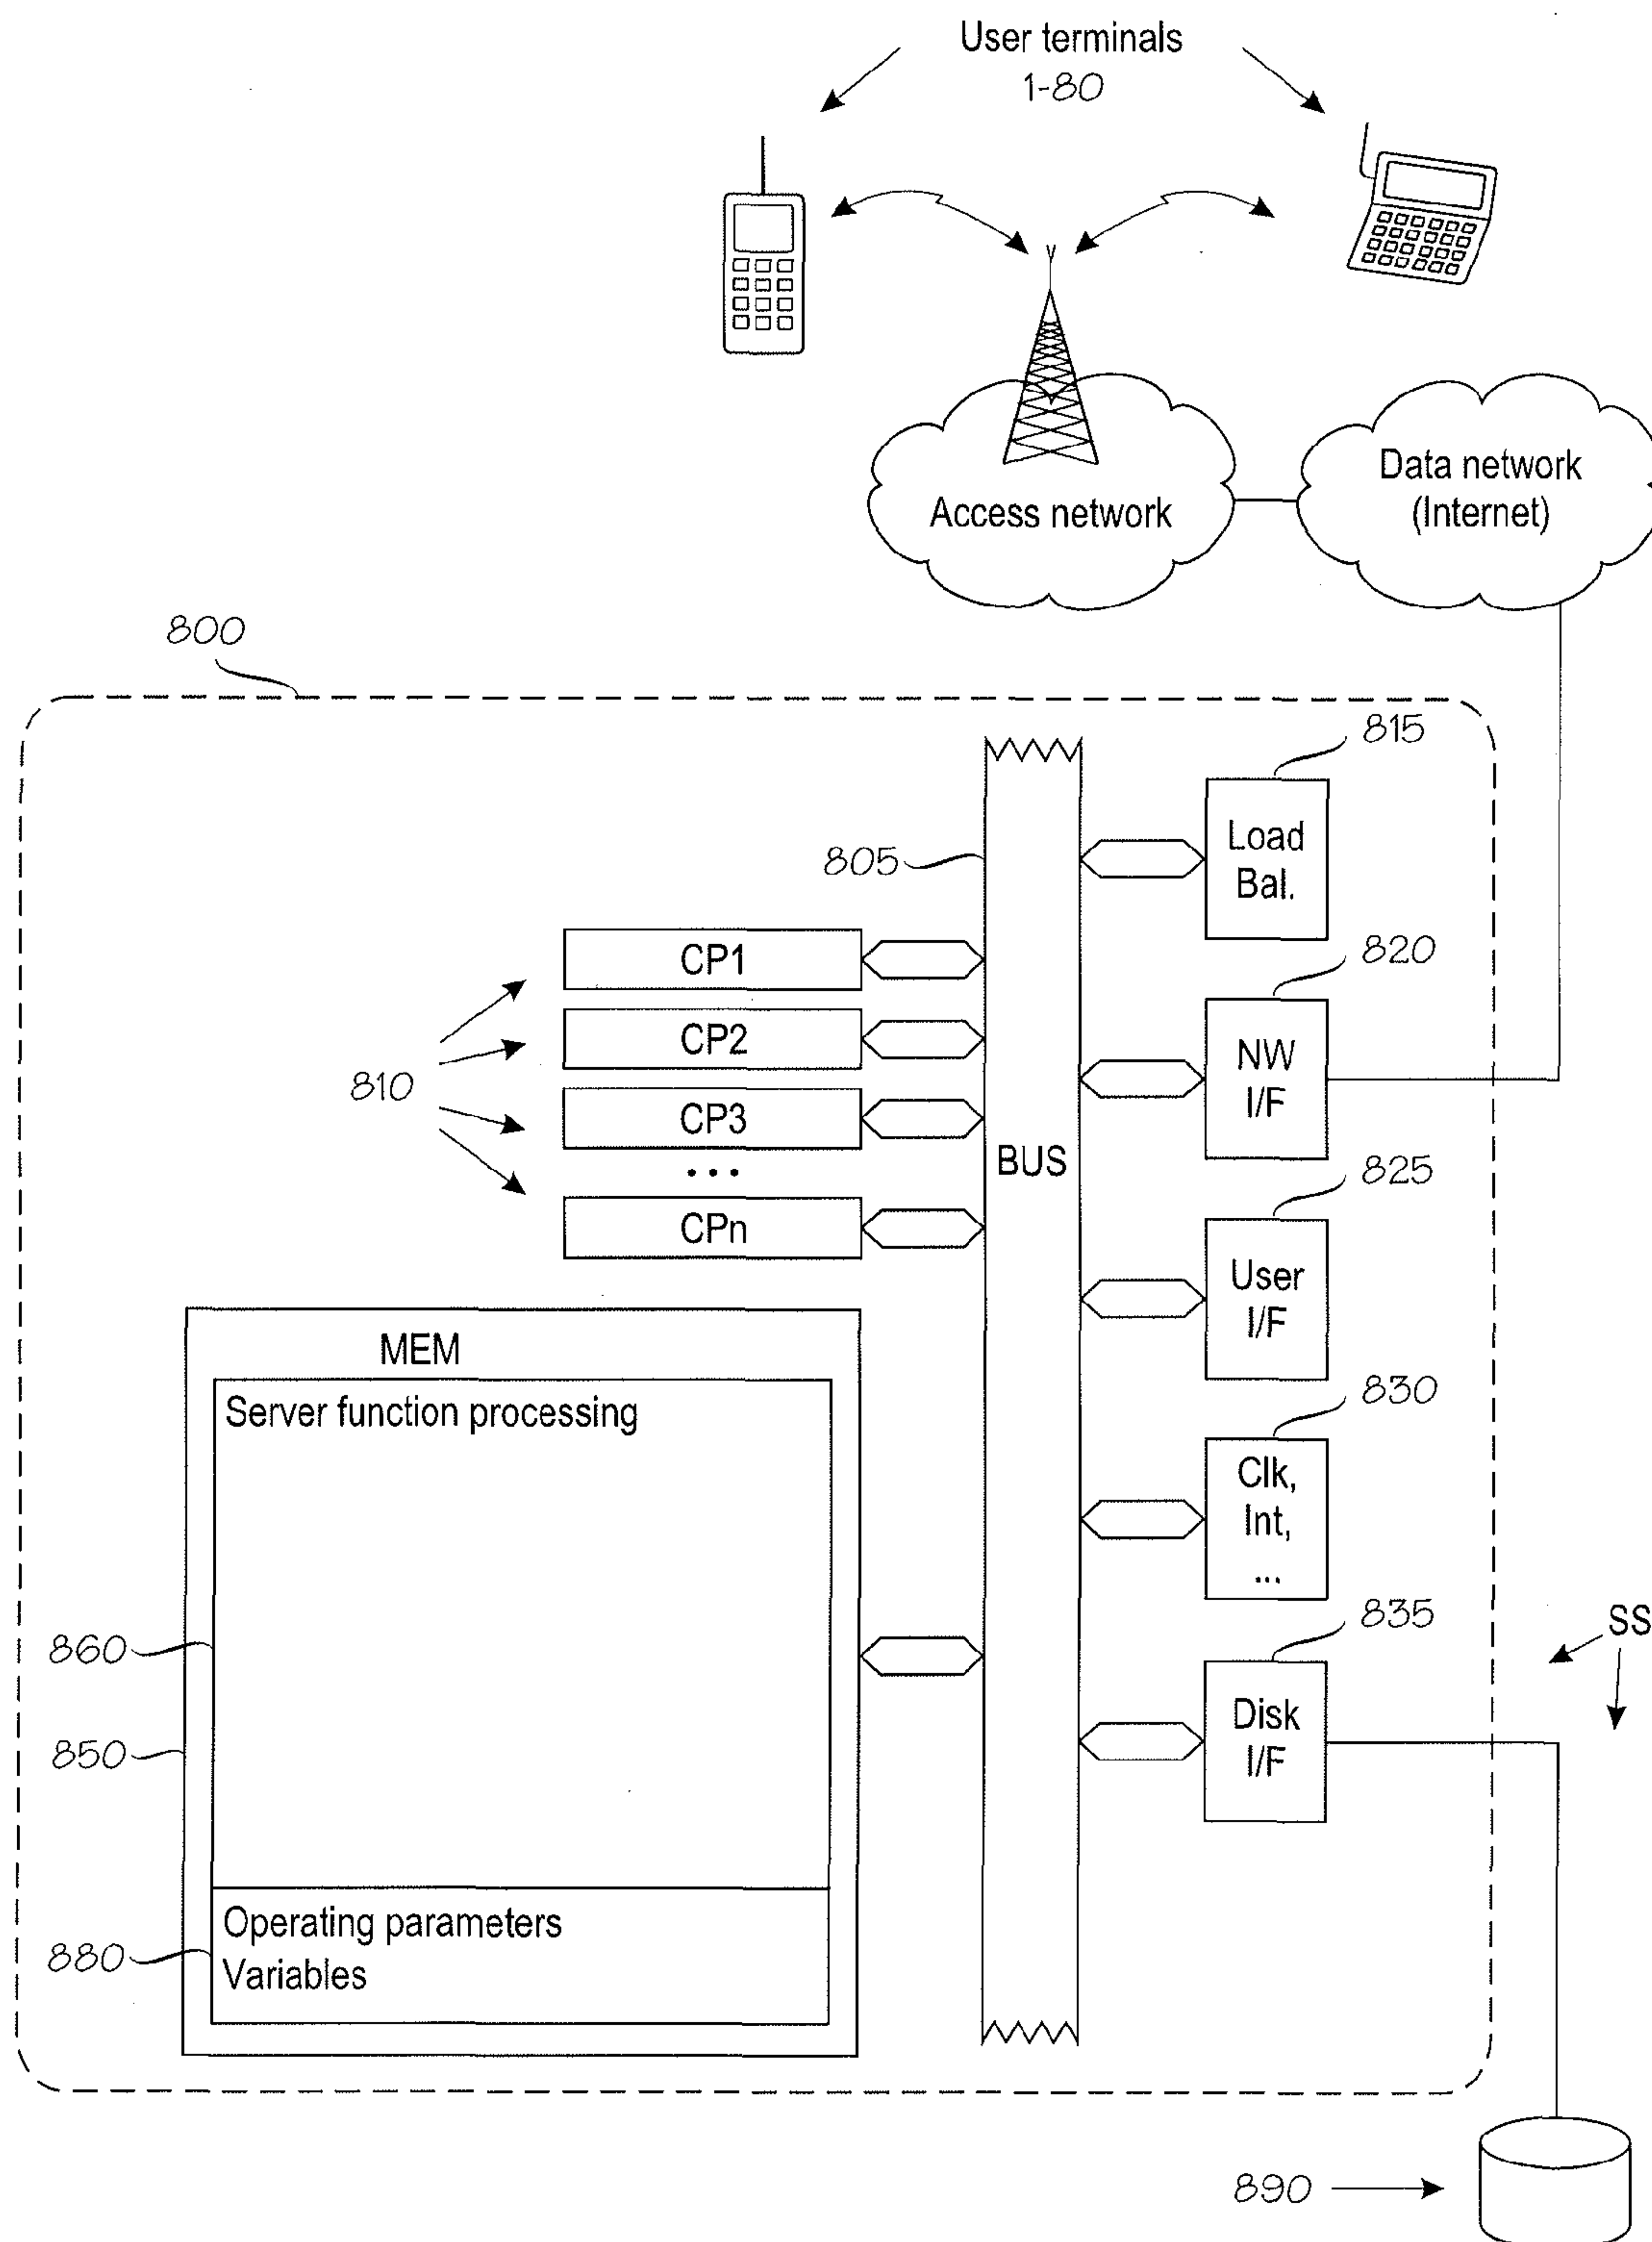 User terminals
1-80
Access network
Data network
(Internet)
800
815
Load
Bal.
805
820
CP1
CP2
NW
I/F
810
CP3
...
BUS
825
CPn
User
I/F
MEM
830
Server function processing
Clk,
Int,
...
835
SS
860
Disk
I/F
850
Operating parameters
880
Variables
890